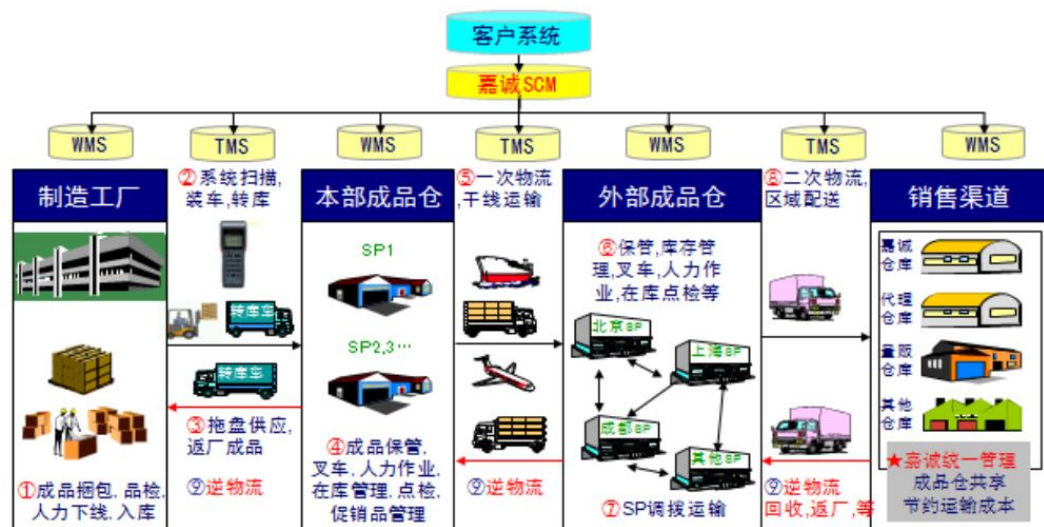 客户系统
嘉诚SCM
WMS
TMS
WMS
TMS
WMS
TMS
WMS
制造工厂
①成品捆包, 品检,
人力下线, 入库
②系统扫描,
装车, 转库
转库车
转库车
③拖盘供应,
返厂成品
⑨逆物流
本部成品仓
SP1
SP2,3…
④成品保管,
叉车, 人力作业,
在库管理, 点检,
促销品管理
⑤一次物流
,干线运输
⑨逆物流
外部成品仓
⑥保管, 库存管
理, 叉车, 人力作
业, 在库点检等
北京SP
上海SP
成都SP
其他SP
⑦SP调拨运输
⑧二次物流,
区域配送
⑨逆物流
回收, 返厂, 等
销售渠道
嘉诚
仓库
代理
仓库
量贩
仓库
其他
仓库
★嘉诚统一管理
成品仓共享
节约运输成本